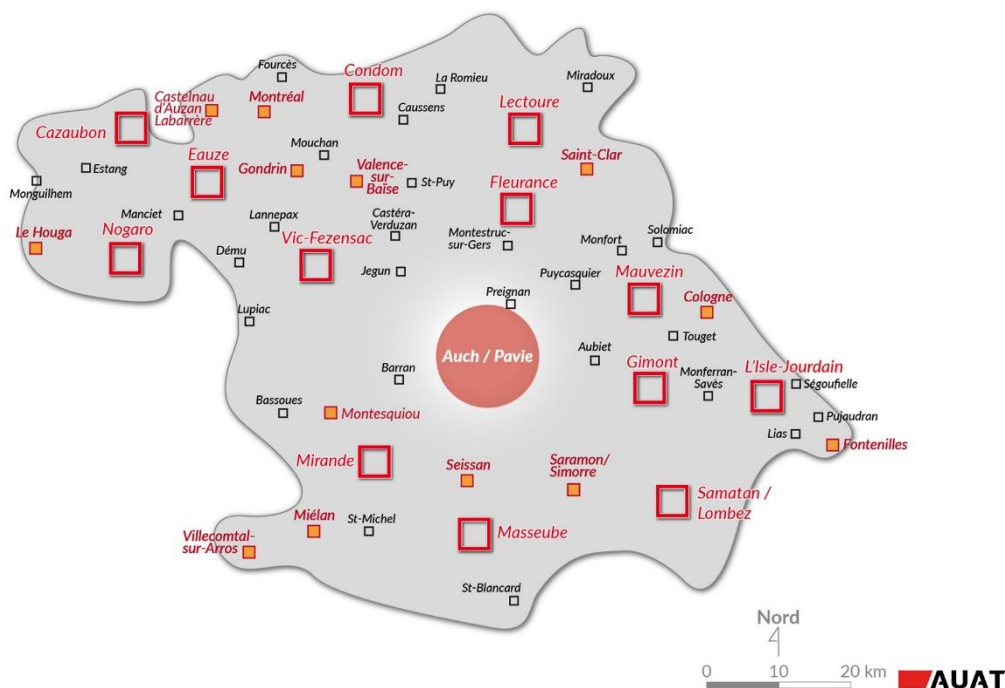 Fourcès
Condom
La Romieu
Miradoux
Castelnau
d'Auzan
Labarrère
Montréal
Caussens
Lectoure
Cazaubon
Mouchan
Eauze
Gondrin
Valence-
sur-
Baïse
St-Puy
Saint-Clar
Estang
Fleurance
Monguilhem
Manciet
Lannepax
Castéra-
Verduzan
Montestruc-
sur-Gers
Monfort
Solomiac
Le Houga
Nogaro
Vic-Fezensac
Dému
Jegun
Puycasquier
Mauvezin
Cologne
Preignan
Lupiac
Touget
Auch / Pavie
Aubiet
Gimont
Monferran-
Savès
L'Isle-Jourdain
Ségoufielle
Barran
Bassoues
Montesquiou
Pujaudran
Lias
Fontenilles
Mirande
Seissan
Saramon/
Simorre
Samatan /
Lombez
Miélan
St-Michel
Villecomtal-
sur-Arros
Masseube
St-Blancard
Nord
0 10 20 km
AUAT